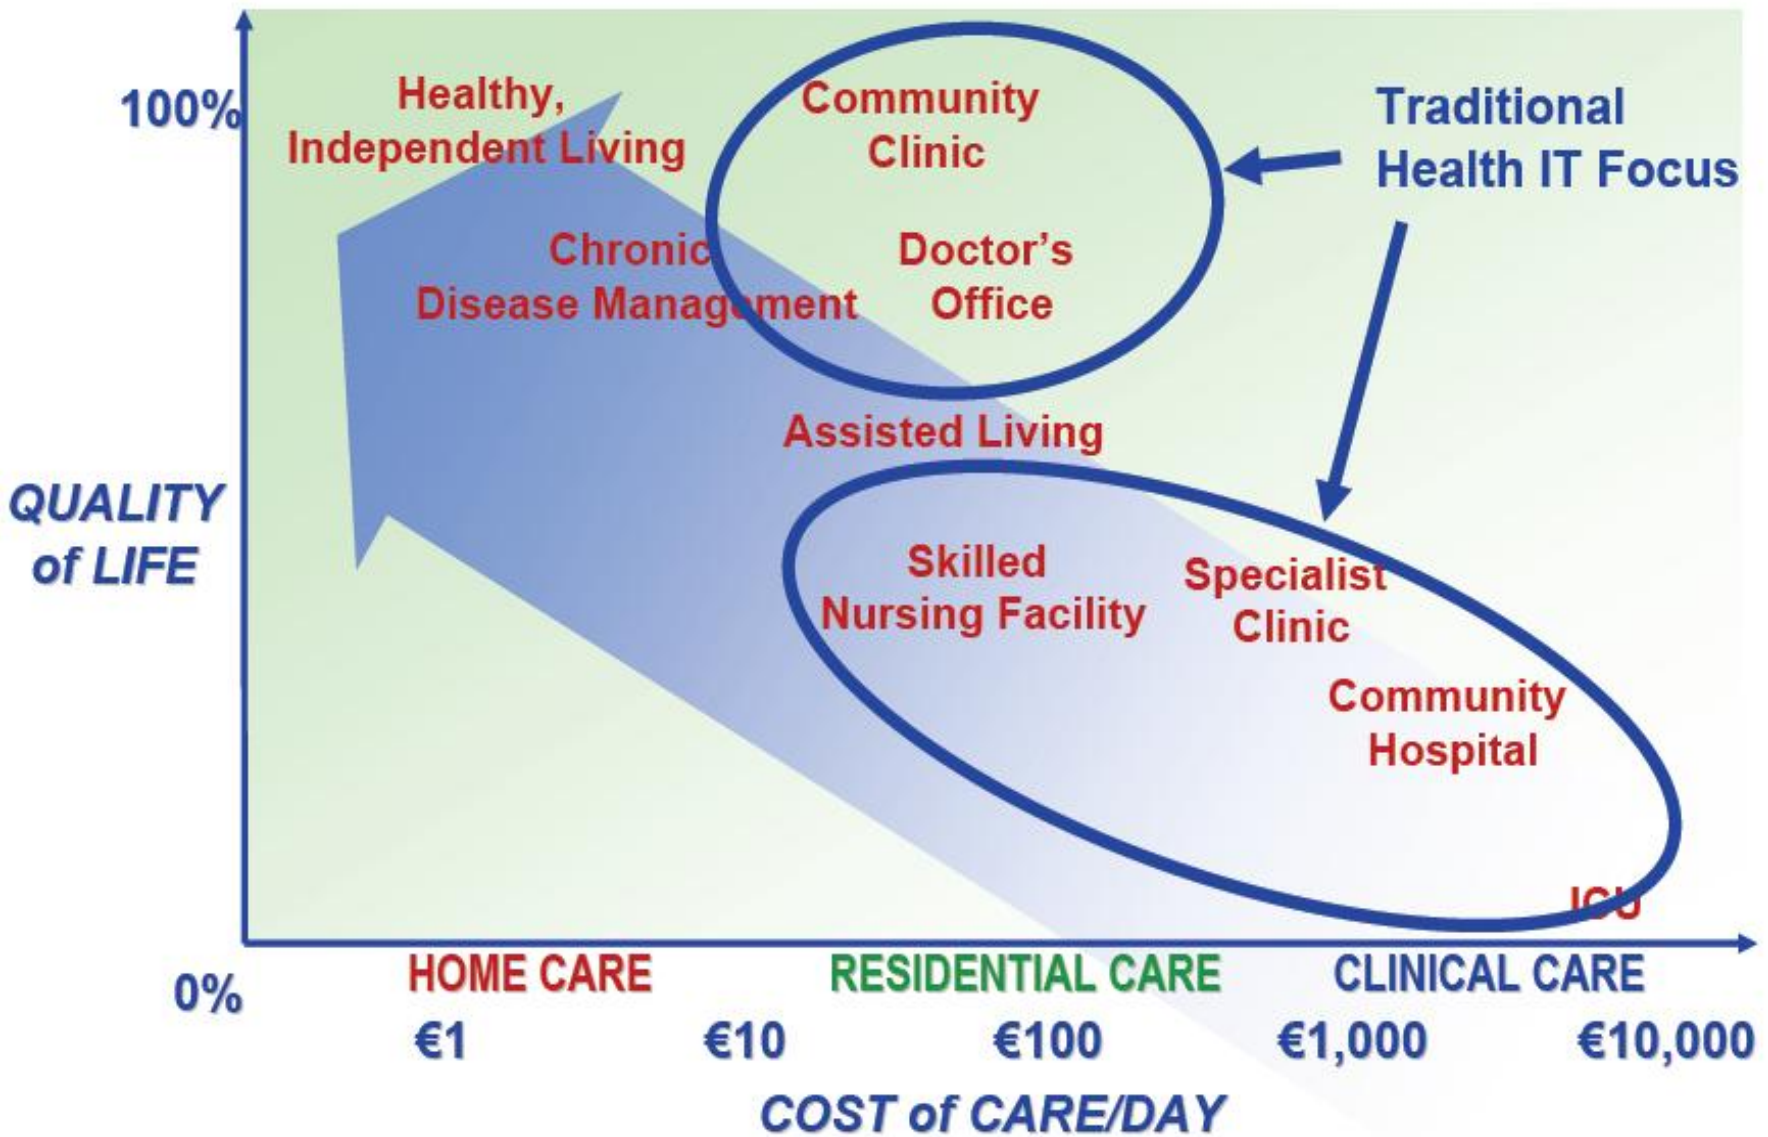 100%
Healthy,
Independent Living
Community
Clinic
Traditional
Health IT Focus
Chronic
Disease Management
Doctor's
Office
Assisted Living
QUALITY
of LIFE
Skilled
Nursing Facility
Specialist
Clinic
Community
Hospital
ICU
0%
HOME CARE RESIDENTIAL CARE CLINICAL CARE
€1 €10 €100 €1,000 €10,000
COST of CARE/DAY